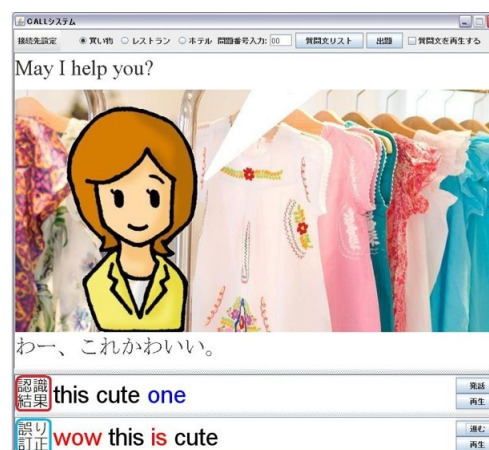 CALLシステム
接続先設定 買い物 レストラン ホテル 問題番号入力: 00 質問文リスト 出題 質問文を再生する
May I help you?
わー、これかわいい。
認識結果 this cute one 発話 再生
誤り訂正 wow this is cute 進む 再生